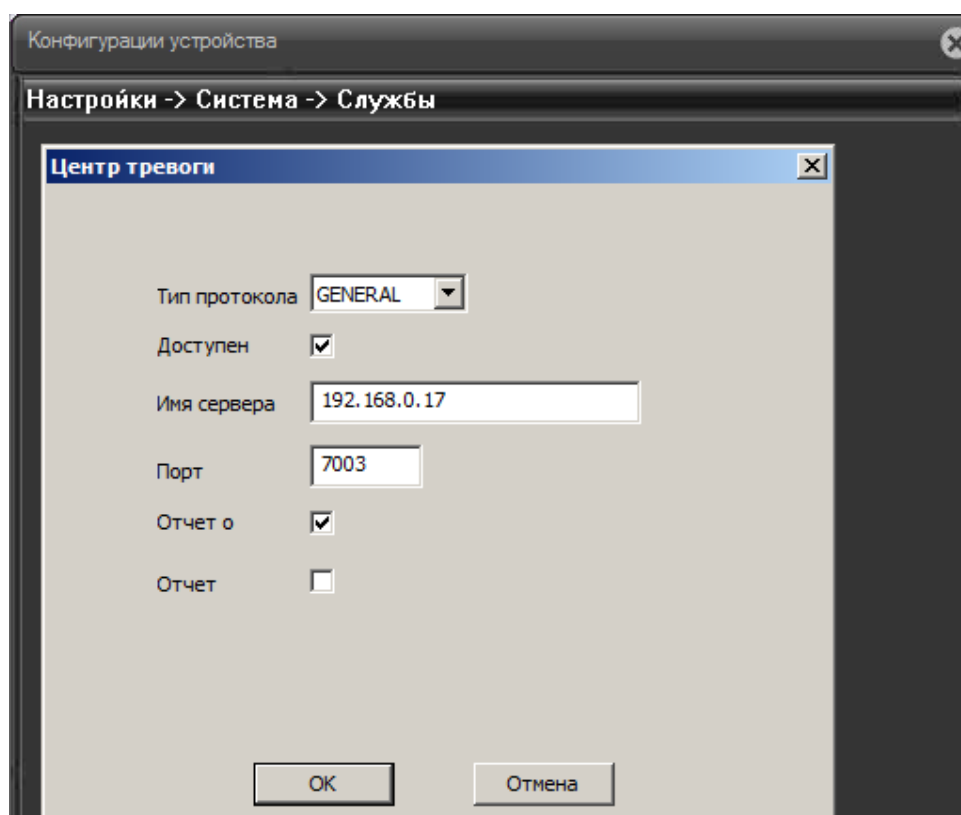 Конфигурации устройства
Настройки -> Система -> Службы
Центр тревоги
Тип протокола GENERAL
Доступен
Имя сервера 192.168.0.17
Порт 7003
Отчет о
Отчет
OK Отмена